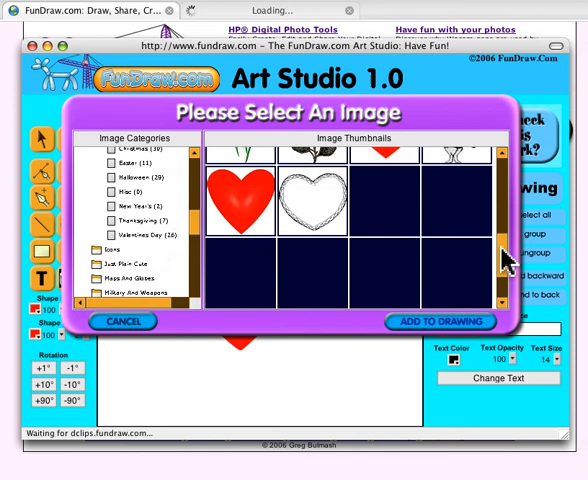 FunDraw.com: Draw, Share, Cr...
Loading...
HP® Digital Photo Tools
Have fun with your photos
http://www.fundraw.com – The FunDraw.com Art Studio: Have Fun!
©2006 FunDraw.Com
FunDraw.com
Art Studio 1.0
Please Select An Image
Image Categories
Image Thumbnails
Christmas (30)
Easter (11)
Halloween (29)
Misc (0)
New Year's (2)
Thanksgiving (7)
Valentines Day (26)
Icons
Just Plain Cute
Maps And Globes
Military And Weapons
CANCEL
ADD TO DRAWING
T
Shape
100
Shape
100
Rotation
+1°
-1°
+10°
-10°
+90°
-90°
group
Text Color
Text Opacity
Text Size
100
14
Change Text
Waiting for dclips.fundraw.com...
© 2006 Greg Bulmash